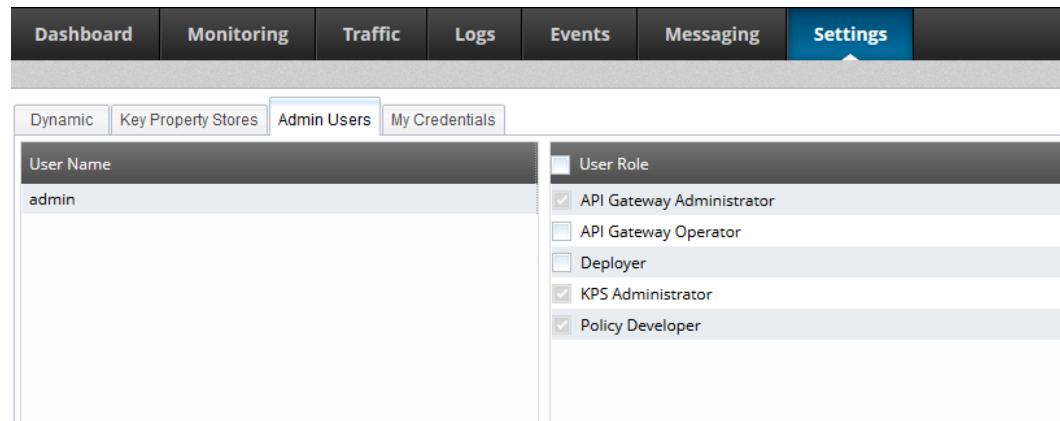 Dashboard Monitoring Traffic Logs Events Messaging Settings
Dynamic Key Property Stores Admin Users My Credentials
User Name User Role
admin API Gateway Administrator
API Gateway Operator
Deployer
KPS Administrator
Policy Developer